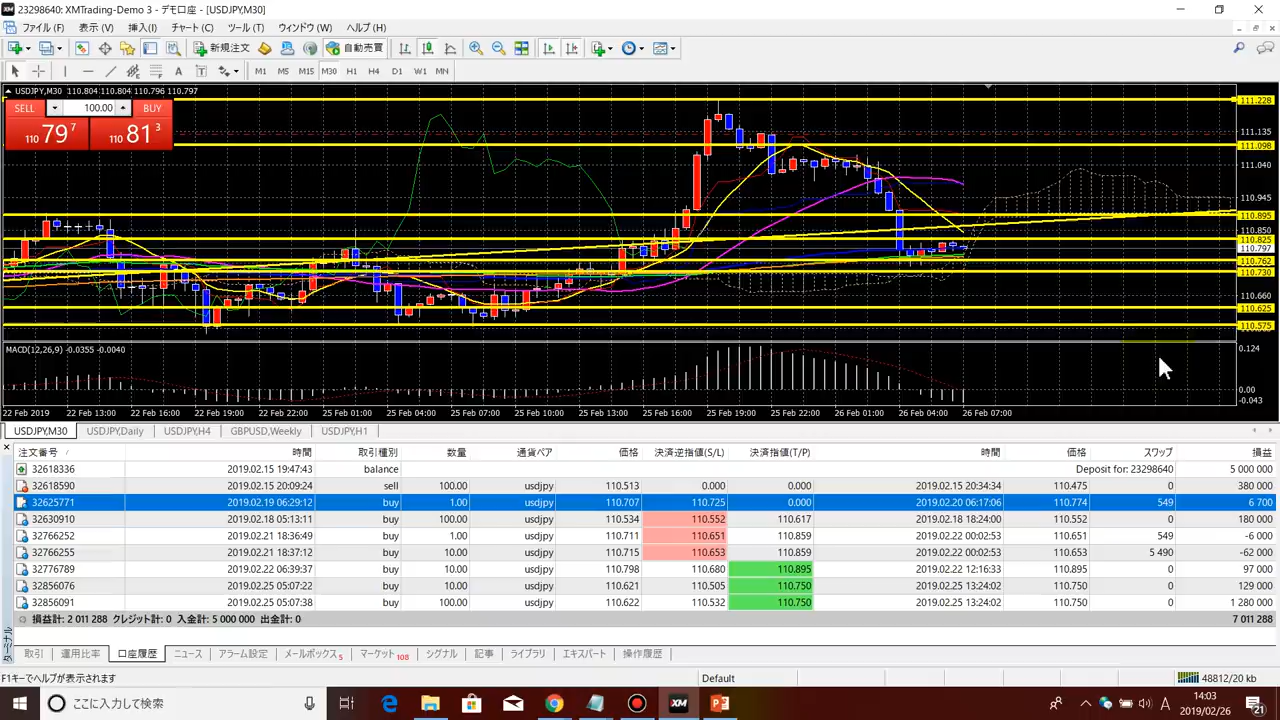 23298640: XMTrading-Demo 3 - デモ口座 - [USDJPY,M30]
ファイル (F) 表示 (V) 挿入(I) チャート (C) ツール (T) ウィンドウ (W) ヘルプ (H)
新規注文 自動売買
M1 M5 M15 M30 H1 H4 D1 W1 MN
USDJPY,M30 110.804 110.804 110.796 110.797
SELL 100.00 BUY
110 79 7 110 81 3
111.228
111.135
111.098
111.040
110.945
110.895
110.850
110.825
110.797
110.762
110.730
110.660
110.625
110.575
MACD(12,26,9) -0.0355 -0.0040
0.124
0.00
-0.043
22 Feb 2019 22 Feb 13:00 22 Feb 16:00 22 Feb 19:00 22 Feb 22:00 25 Feb 01:00 25 Feb 04:00 25 Feb 07:00 25 Feb 10:00 25 Feb 13:00 25 Feb 16:00 25 Feb 19:00 25 Feb 22:00 26 Feb 01:00 26 Feb 04:00 26 Feb 07:00
USDJPY,M30 USDJPY,Daily USDJPY,H4 GBPUSD,Weekly USDJPY,H1
注文番号 / 時間 取引種別 数量 通貨ペア 価格 決済逆指値(S/L) 決済指値(T/P) 時間 価格 スワップ 損益
32618336 2019.02.15 19:47:43 balance Deposit for: 23298640 5 000 000
32618590 2019.02.15 20:09:24 sell 100.00 usdjpy 110.513 0.000 0.000 2019.02.15 20:34:34 110.475 0 380 000
32625771 2019.02.19 06:29:12 buy 1.00 usdjpy 110.707 110.725 0.000 2019.02.20 06:17:06 110.774 549 6 700
32630910 2019.02.18 05:13:11 buy 100.00 usdjpy 110.534 110.552 110.617 2019.02.18 18:24:00 110.552 0 180 000
32766252 2019.02.21 18:36:49 buy 1.00 usdjpy 110.711 110.651 110.859 2019.02.22 00:02:53 110.651 549 -6 000
32766255 2019.02.21 18:37:12 buy 10.00 usdjpy 110.715 110.653 110.859 2019.02.22 00:02:53 110.653 5 490 -62 000
32776789 2019.02.22 06:39:37 buy 10.00 usdjpy 110.798 110.680 110.895 2019.02.22 12:16:33 110.895 0 97 000
32856076 2019.02.25 05:07:22 buy 10.00 usdjpy 110.621 110.505 110.750 2019.02.25 13:24:02 110.750 0 129 000
32856091 2019.02.25 05:07:38 buy 100.00 usdjpy 110.622 110.532 110.750 2019.02.25 13:24:02 110.750 0 1 280 000
損益計: 2 011 288 クレジット計: 0 入金計: 5 000 000 出金計: 0 7 011 288
ターミナル
取引 運用比率 口座履歴 ニュース アラーム設定 メールボックス 5 マーケット 108 シグナル 記事 ライブラリ エキスパート 操作履歴
F1キーでヘルプが表示されます Default 48812/20 kb
ここに入力して検索
A
14:03
2019/02/26
21